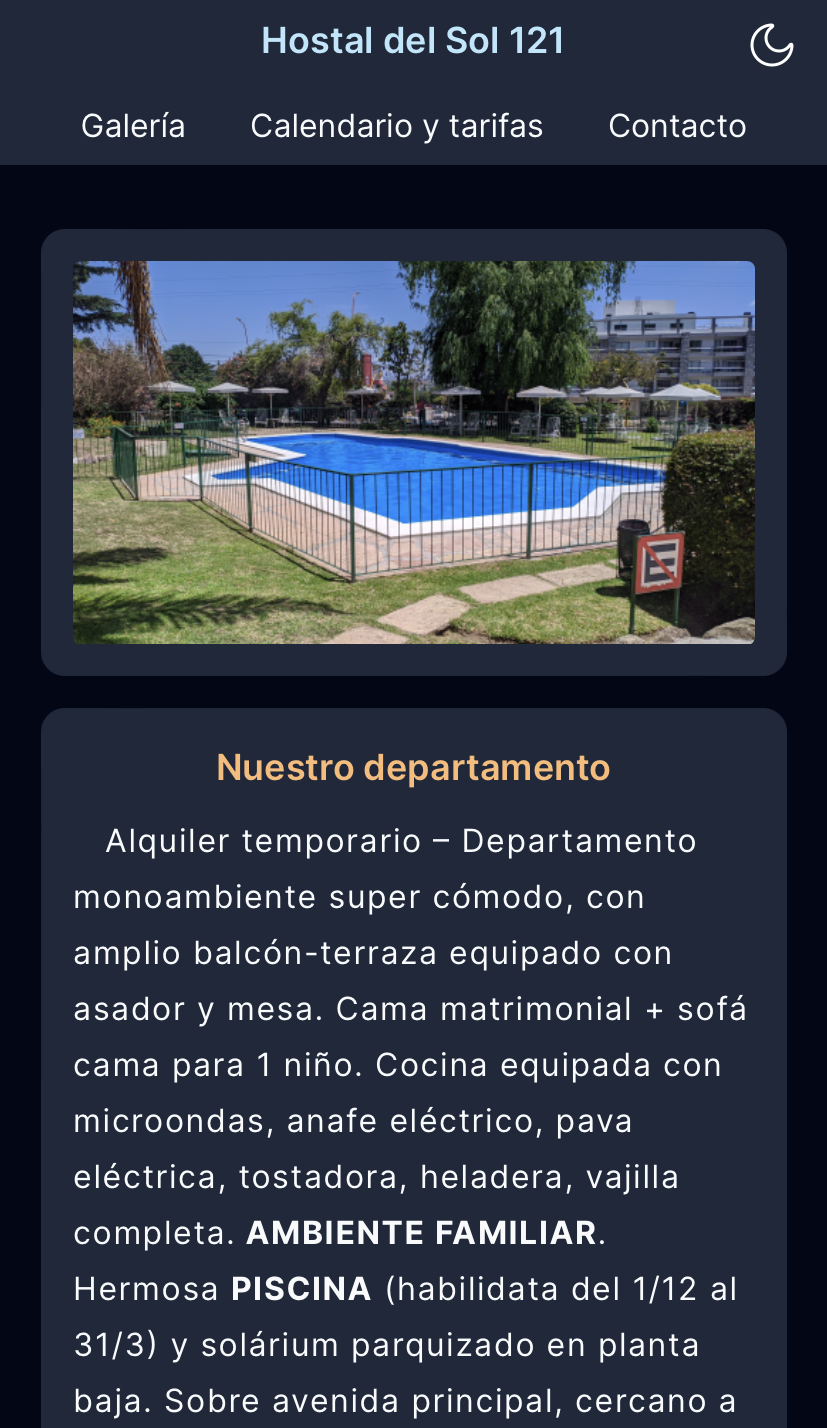 Hostal del Sol 121
Galería Calendario y tarifas Contacto
Nuestro departamento
Alquiler temporario – Departamento
monoambiente super cómodo, con
amplio balcón-terraza equipado con
asador y mesa. Cama matrimonial + sofá
cama para 1 niño. Cocina equipada con
microondas, anafe eléctrico, pava
eléctrica, tostadora, heladera, vajilla
completa. AMBIENTE FAMILIAR.
Hermosa PISCINA (habilidata del 1/12 al
31/3) y solárium parquizado en planta
baja. Sobre avenida principal, cercano a